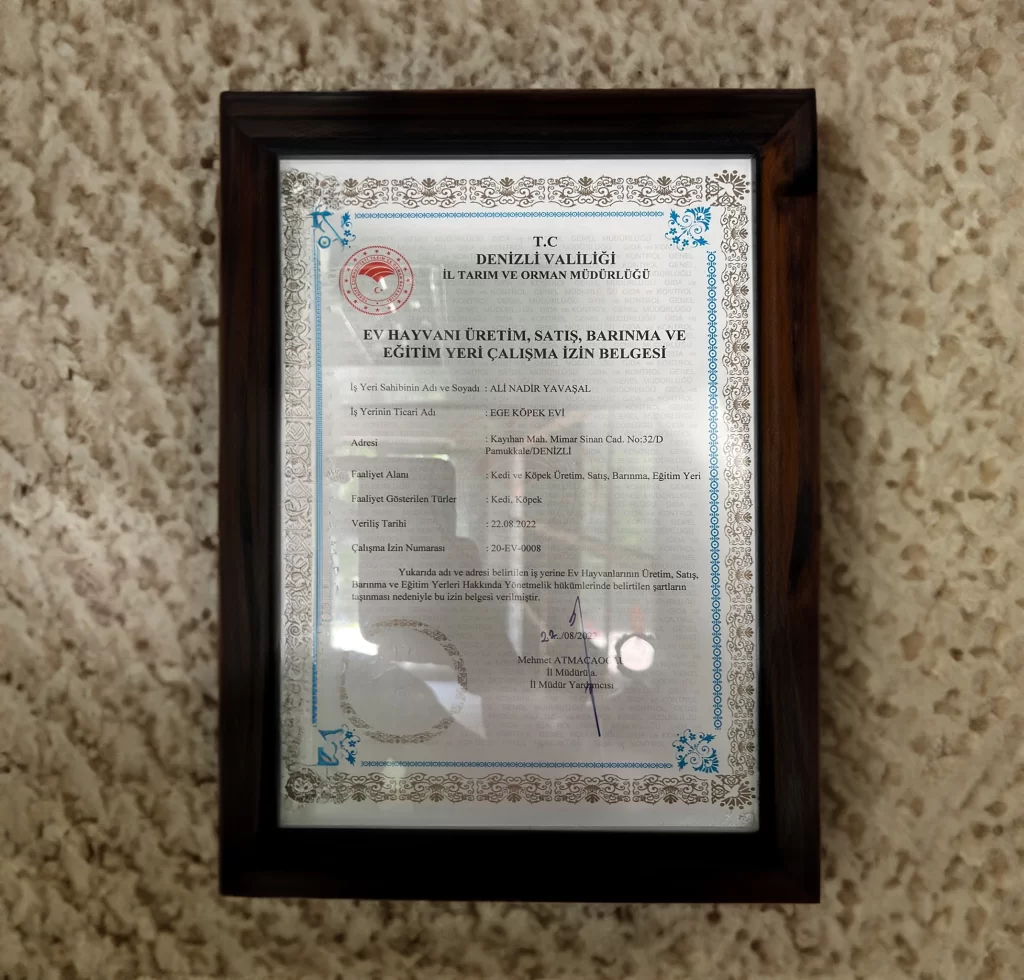 T.C
DENİZLİ VALİLİĞİ
İL TARIM VE ORMAN MÜDÜRLÜĞÜ
EV HAYVANI ÜRETİM, SATIŞ, BARINMA VE
EĞİTİM YERİ ÇALIŞMA İZİN BELGESİ
İş Yeri Sahibinin Adı ve Soyadı : ALİ NADİR YAVAŞAL
İş Yerinin Ticari Adı : EGE KÖPEK EVİ
Adresi : Kayıhan Mah. Mimar Sinan Cad. No:32/D
Pamukkale/DENİZLİ
Faaliyet Alanı : Kedi ve Köpek Üretim, Satış, Barınma, Eğitim Yeri
Faaliyet Gösterilen Türler : Kedi, Köpek
Veriliş Tarihi : 22.08.2022
Çalışma İzin Numarası : 20-EV-0008
Yukarıda adı ve adresi belirtilen iş yerine Ev Hayvanlarının Üretim, Satış,
Barınma ve Eğitim Yerleri Hakkında Yönetmelik hükümlerinde belirtilen şartların
taşınması nedeniyle bu izin belgesi verilmiştir.
22../08/2022
Mehmet
İl Müdürü a.
İl Müdür Yardımcısı